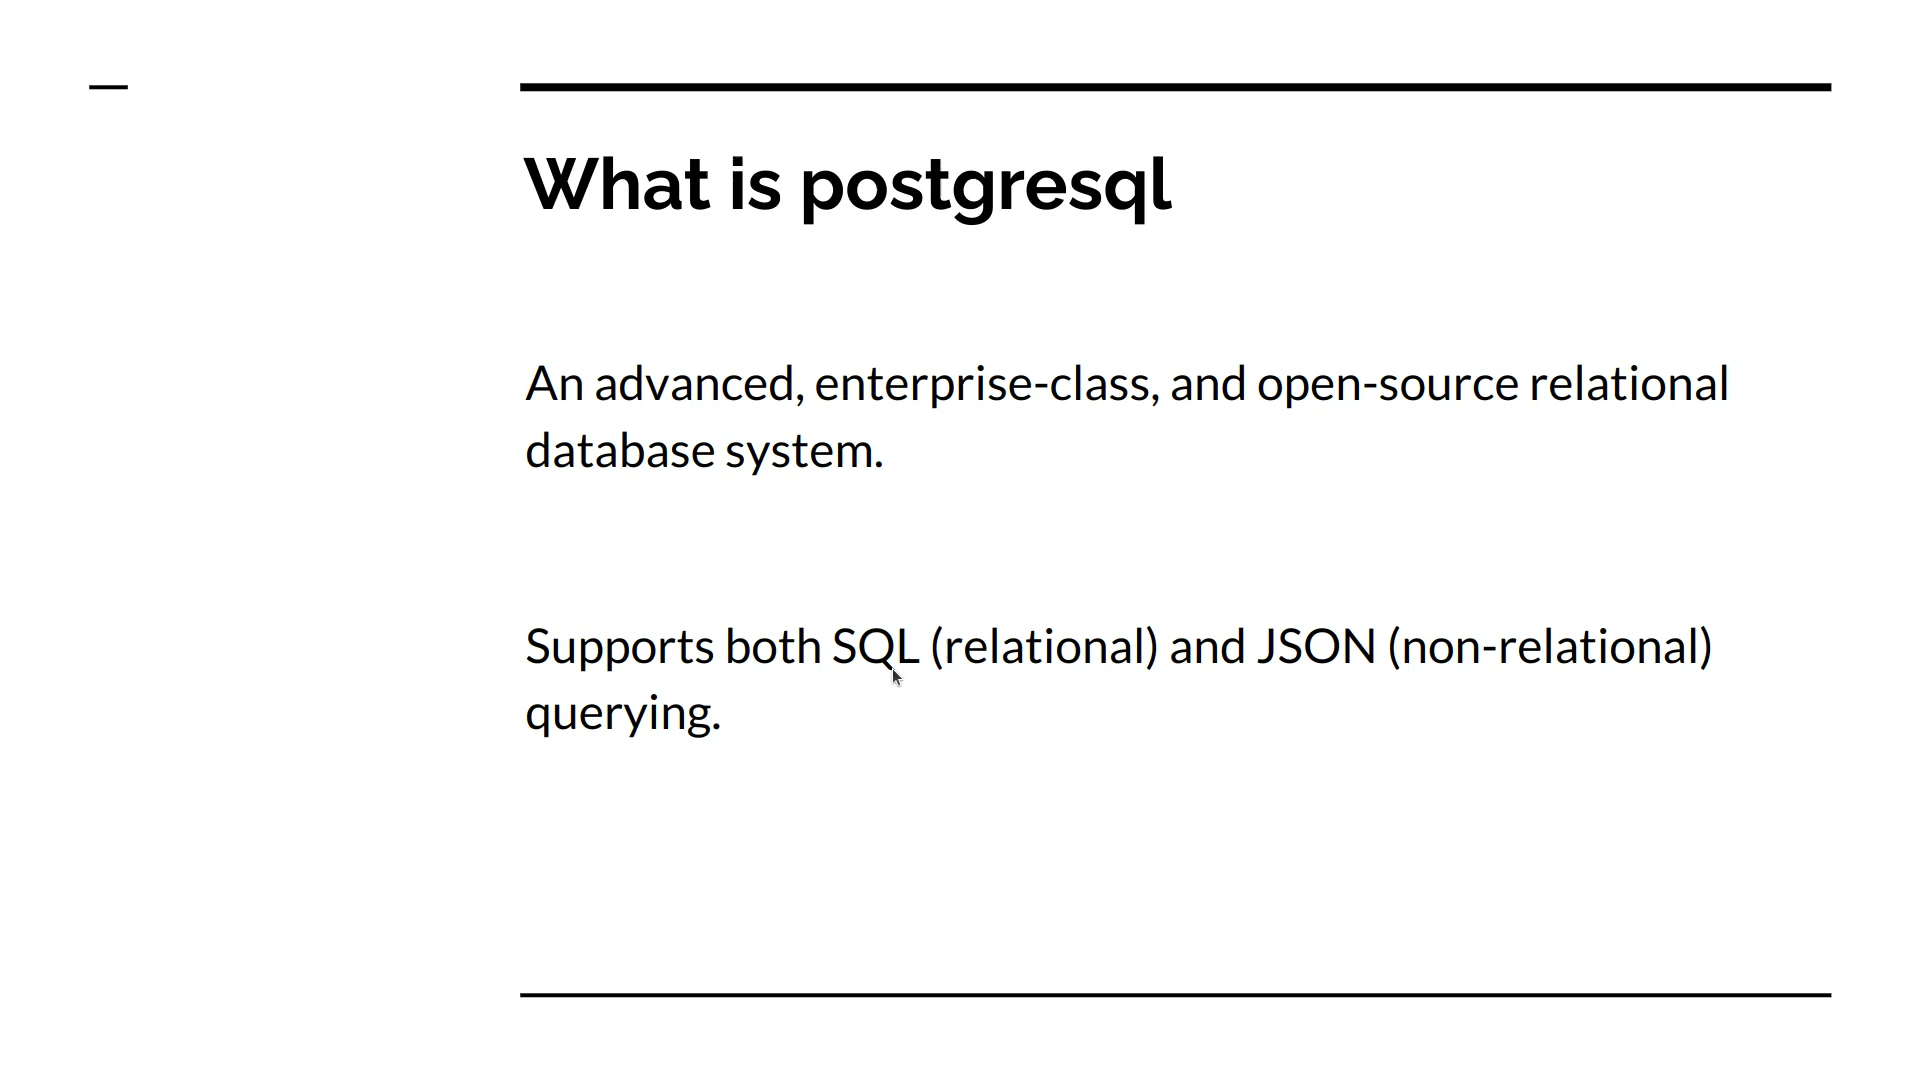 What is postgresql
An advanced, enterprise-class, and open-source relational
database system.
Supports both SQL (relational) and JSON (non-relational)
querying.